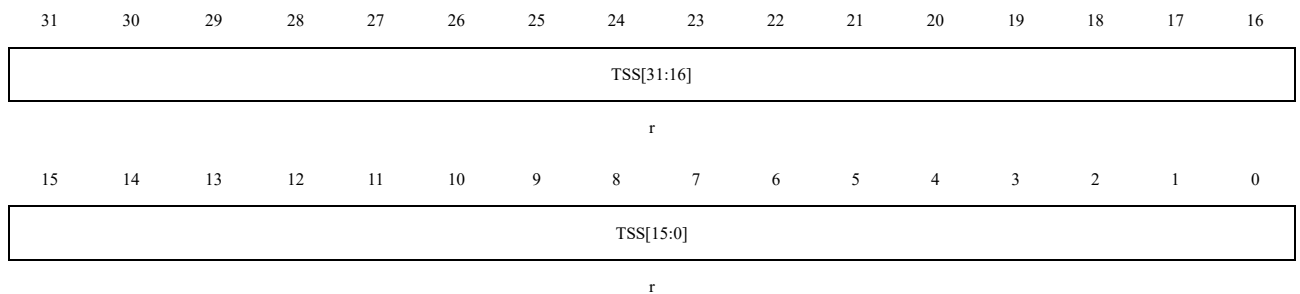 31 30 29 28 27 26 25 24 23 22 21 20 19 18 17 16
TSS[31:16]
r
15 14 13 12 11 10 9 8 7 6 5 4 3 2 1 0
TSS[15:0]
r